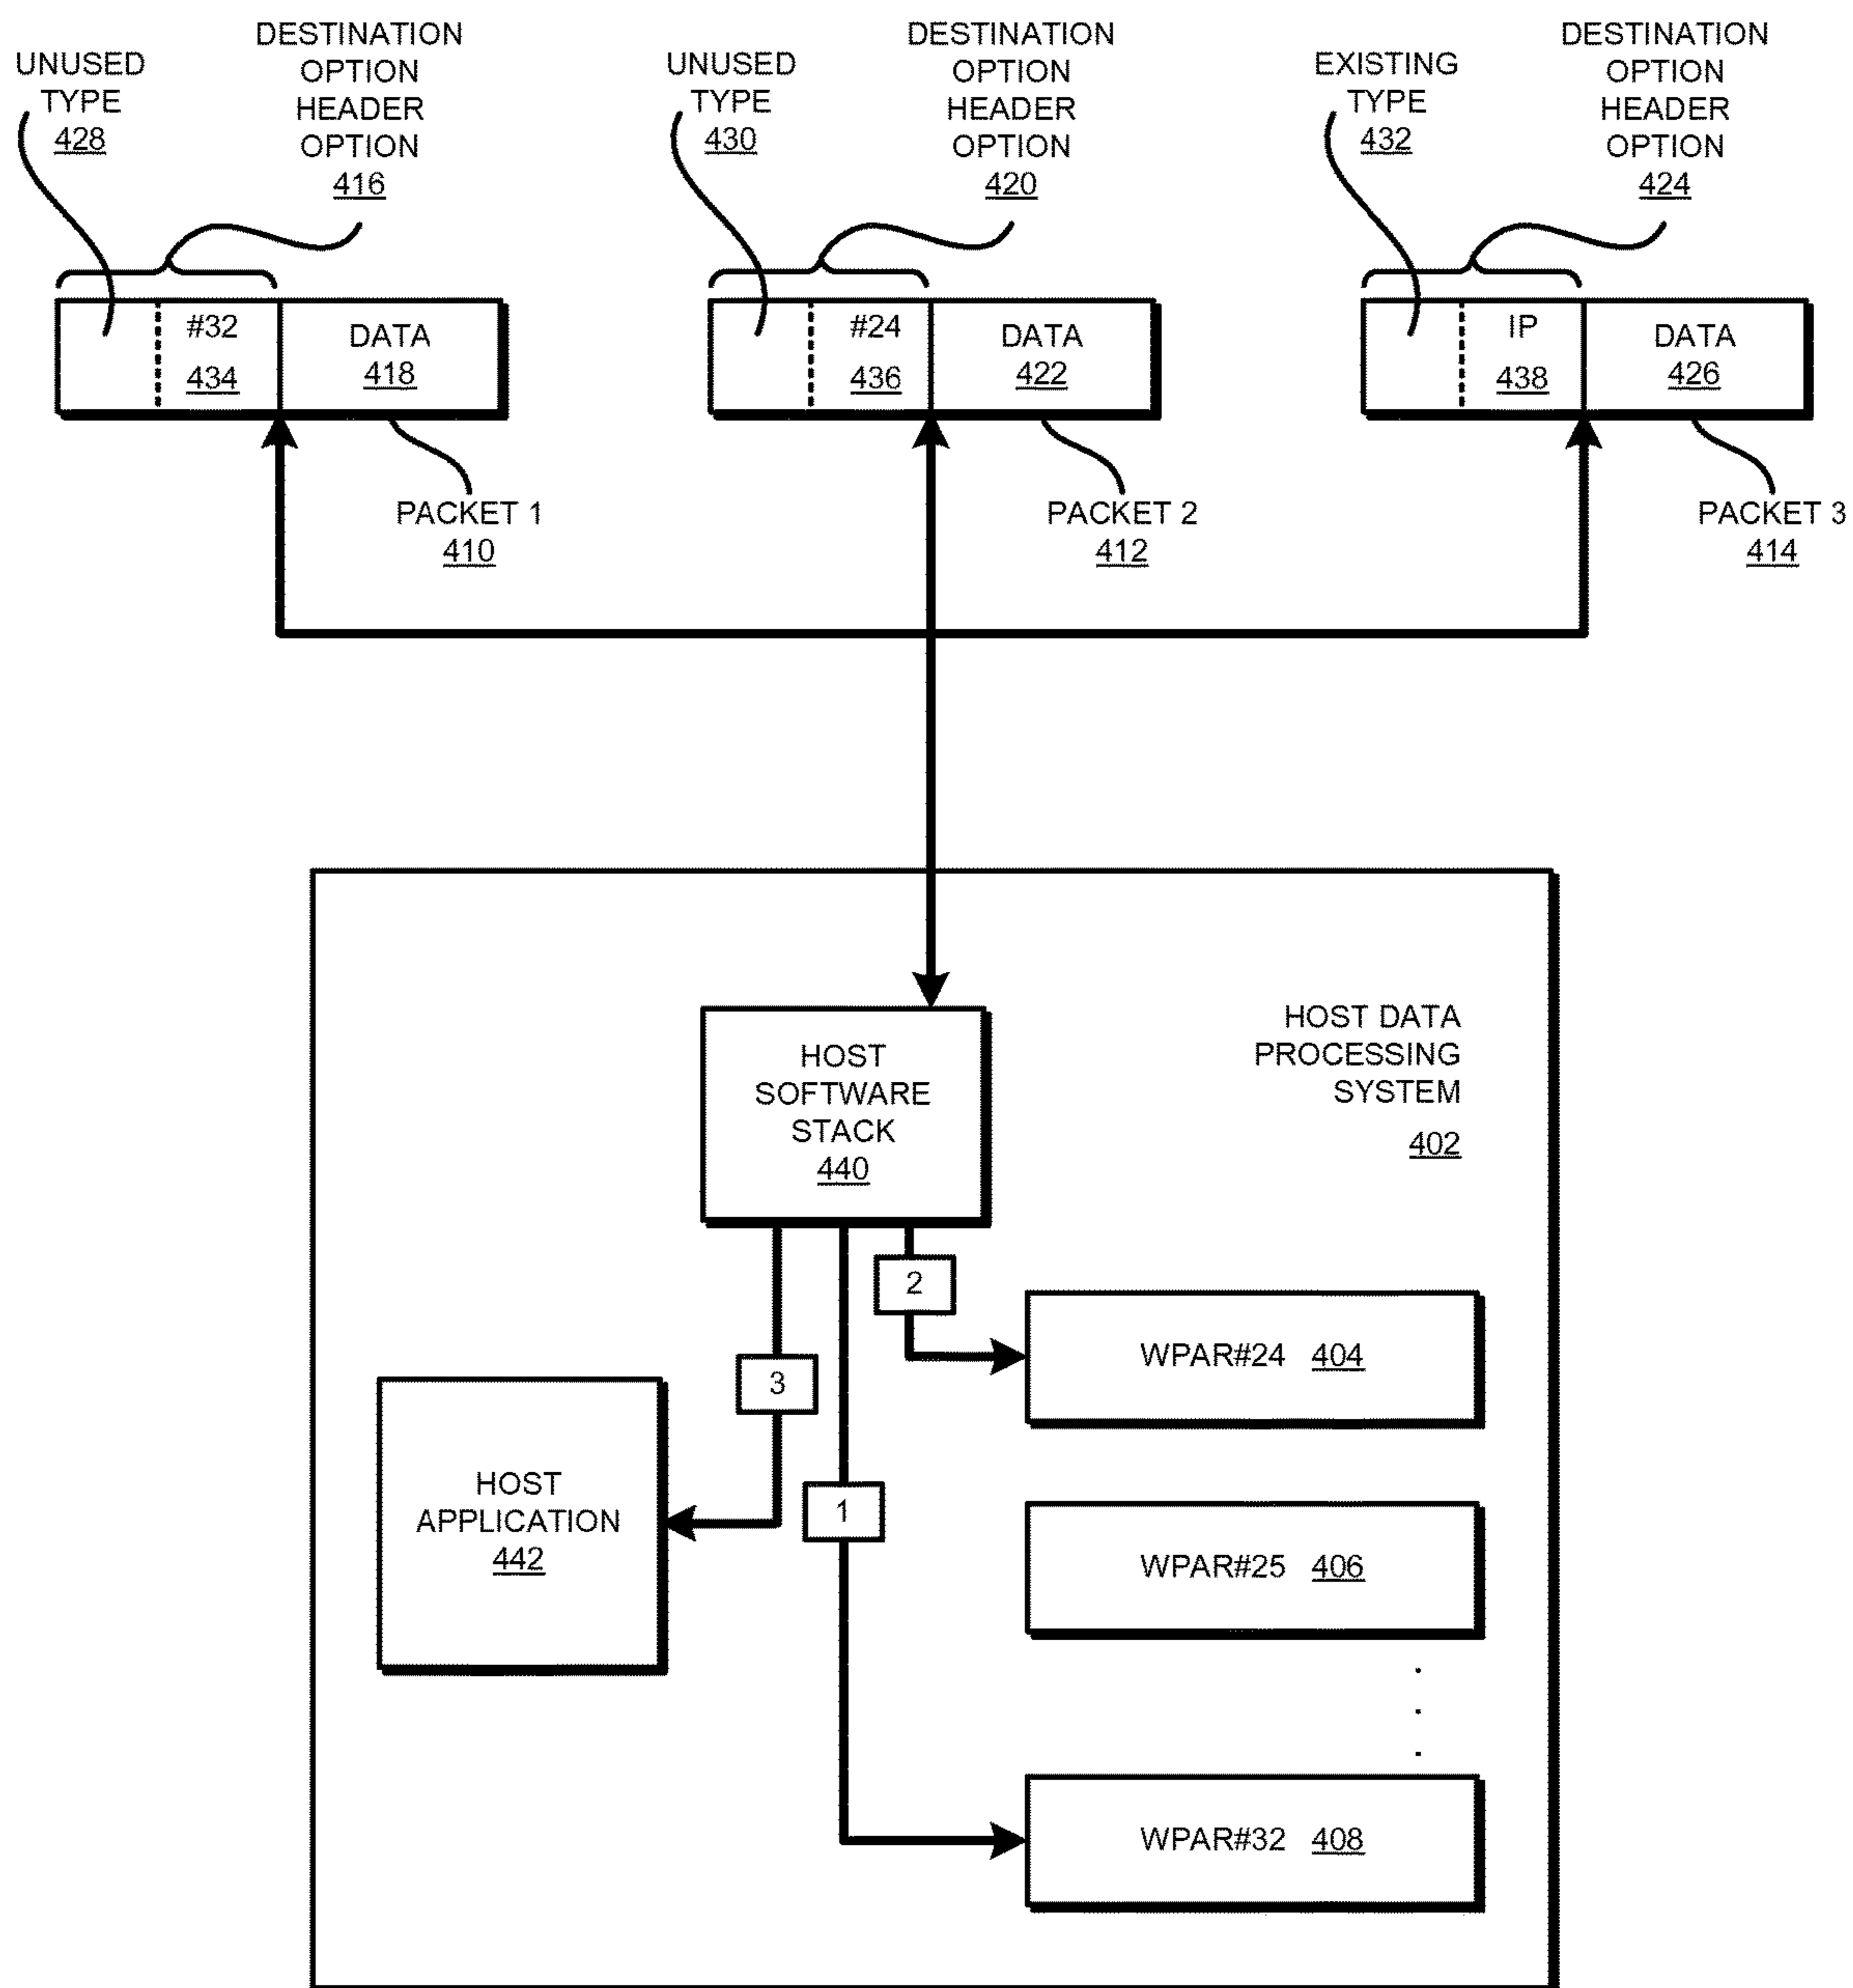 UNUSED
TYPE
428
DESTINATION
OPTION
HEADER
OPTION
416
UNUSED
TYPE
430
DESTINATION
OPTION
HEADER
OPTION
420
EXISTING
TYPE
432
DESTINATION
OPTION
HEADER
OPTION
424
#32
434
DATA
418
#24
436
DATA
422
IP
438
DATA
426
PACKET 1
410
PACKET 2
412
PACKET 3
414
HOST DATA
PROCESSING
SYSTEM
402
HOST
SOFTWARE
STACK
440
2
3
1
WPAR#24 404
HOST
APPLICATION
442
WPAR#25 406
WPAR#32 408